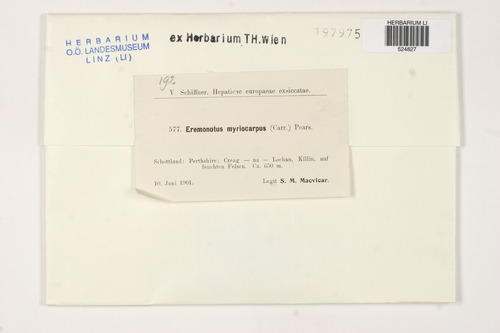 HERBARIUM
O.Ö. LANDESMUSEUM
LINZ (LI)
ex Herbarium T.H. Wien
197975
HERBARIUM LI
524827
192.
V. Schiffner. Hepaticae europaeae exsiccatae.
577. Eremonotus myriocarpus (Carr.) Pears.
Schottland: Perthshire; Creag — na — Lochan, Killin, auf
feuchten Felsen. Ca. 650 m.
10. Juni 1901.
Legit S. M. Macvicar.